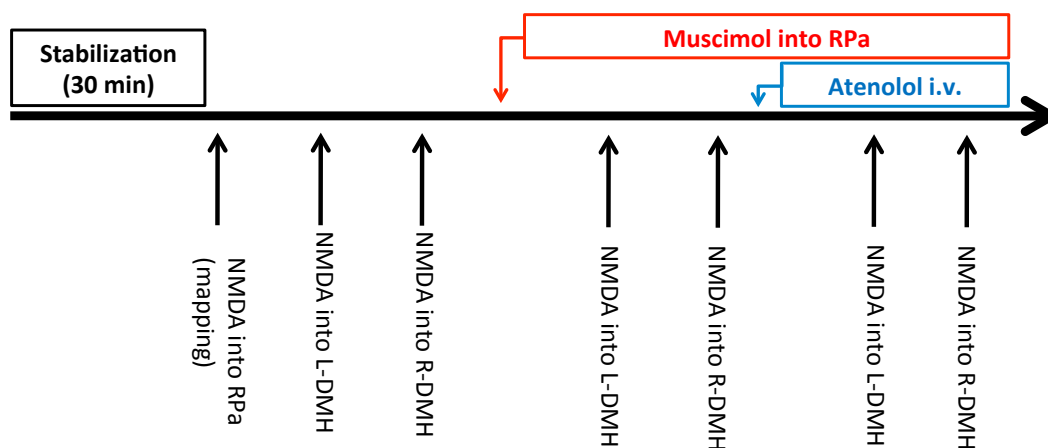 Stabilization
(30 min)
Muscimol into RPa
Atenolol i.v.
NMDA into RPa
(mapping)
NMDA into L-DMH
NMDA into R-DMH
NMDA into L-DMH
NMDA into R-DMH
NMDA into L-DMH
NMDA into R-DMH